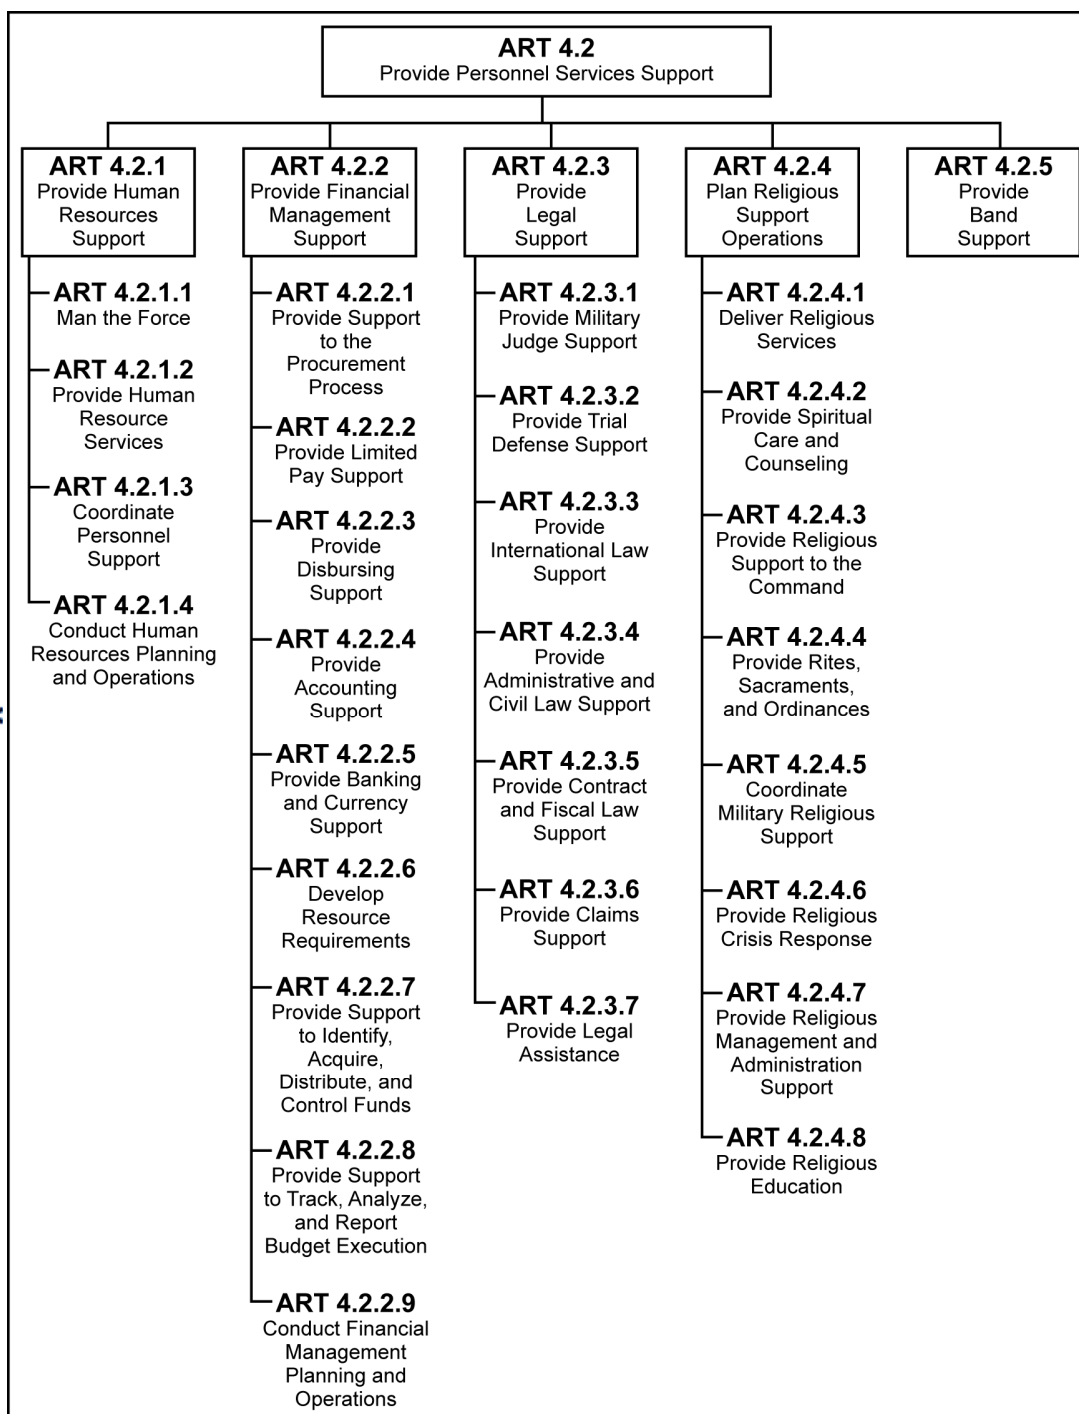 ART 4.2
Provide Personnel Services Support
ART 4.2.1
Provide Human
Resources
Support
ART 4.2.1.1
Man the Force
ART 4.2.1.2
Provide Human
Resource
Services
ART 4.2.1.3
Coordinate
Personnel
Support
ART 4.2.1.4
Conduct Human
Resources Planning
and Operations
ART 4.2.2
Provide Financial
Management
Support
ART 4.2.2.1
Provide Support
to the
Procurement
Process
ART 4.2.2.2
Provide Limited
Pay Support
ART 4.2.2.3
Provide
Disbursing
Support
ART 4.2.2.4
Provide
Accounting
Support
ART 4.2.2.5
Provide Banking
and Currency
Support
ART 4.2.2.6
Develop
Resource
Requirements
ART 4.2.2.7
Provide Support
to Identify,
Acquire,
Distribute, and
Control Funds
ART 4.2.2.8
Provide Support
to Track, Analyze,
and Report
Budget Execution
ART 4.2.2.9
Conduct Financial
Management
Planning and
Operations
ART 4.2.3
Provide
Legal
Support
ART 4.2.3.1
Provide Military
Judge Support
ART 4.2.3.2
Provide Trial
Defense Support
ART 4.2.3.3
Provide
International Law
Support
ART 4.2.3.4
Provide
Administrative and
Civil Law Support
ART 4.2.3.5
Provide Contract
and Fiscal Law
Support
ART 4.2.3.6
Provide Claims
Support
ART 4.2.3.7
Provide Legal
Assistance
ART 4.2.4
Plan Religious
Support
Operations
ART 4.2.4.1
Deliver Religious
Services
ART 4.2.4.2
Provide Spiritual
Care and
Counseling
ART 4.2.4.3
Provide Religious
Support to the
Command
ART 4.2.4.4
Provide Rites,
Sacraments,
and Ordinances
ART 4.2.4.5
Coordinate
Military Religious
Support
ART 4.2.4.6
Provide Religious
Crisis Response
ART 4.2.4.7
Provide Religious
Management and
Administration
Support
ART 4.2.4.8
Provide Religious
Education
ART 4.2.5
Provide
Band
Support